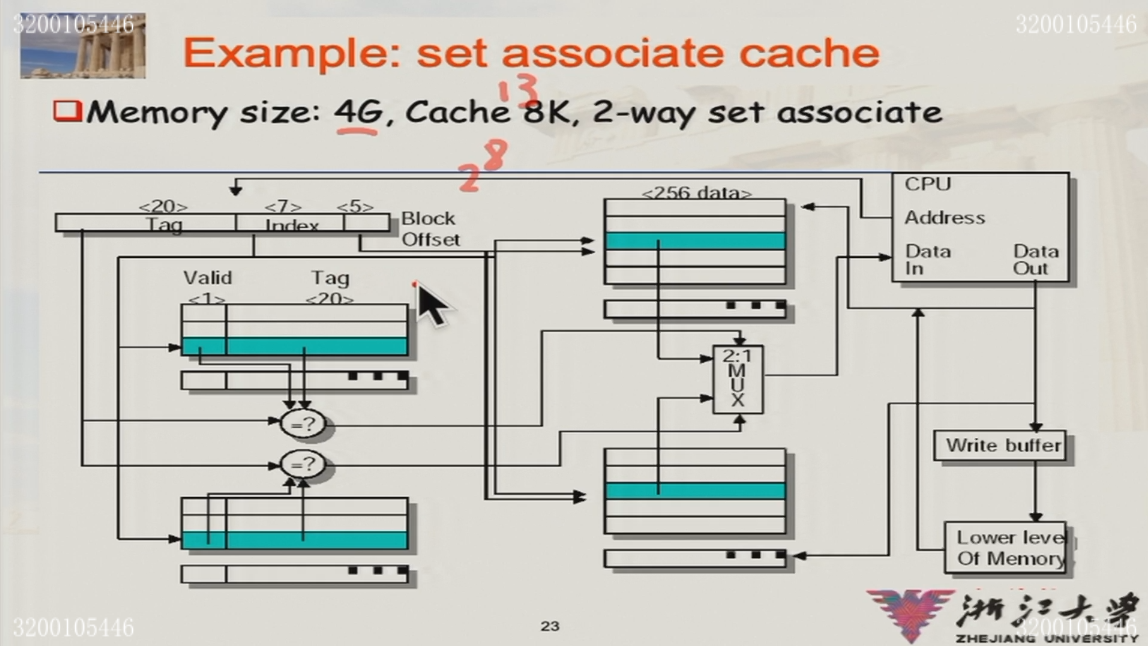 3200105446
3200105446
Example: set associate cache
13
Memory size: 4G, Cache 8K, 2-way set associate
2 8
<20> <7> <5>
Tag Index
Block
Offset
<256 data>
CPU
Address
Data
In
Data
Out
Valid Tag
<1> <20>
2:1
M
U
X
=?
=?
Write buffer
Lower level
Of Memory
浙江大学
ZHEJIANG UNIVERSITY
3200105446
23
3200105446